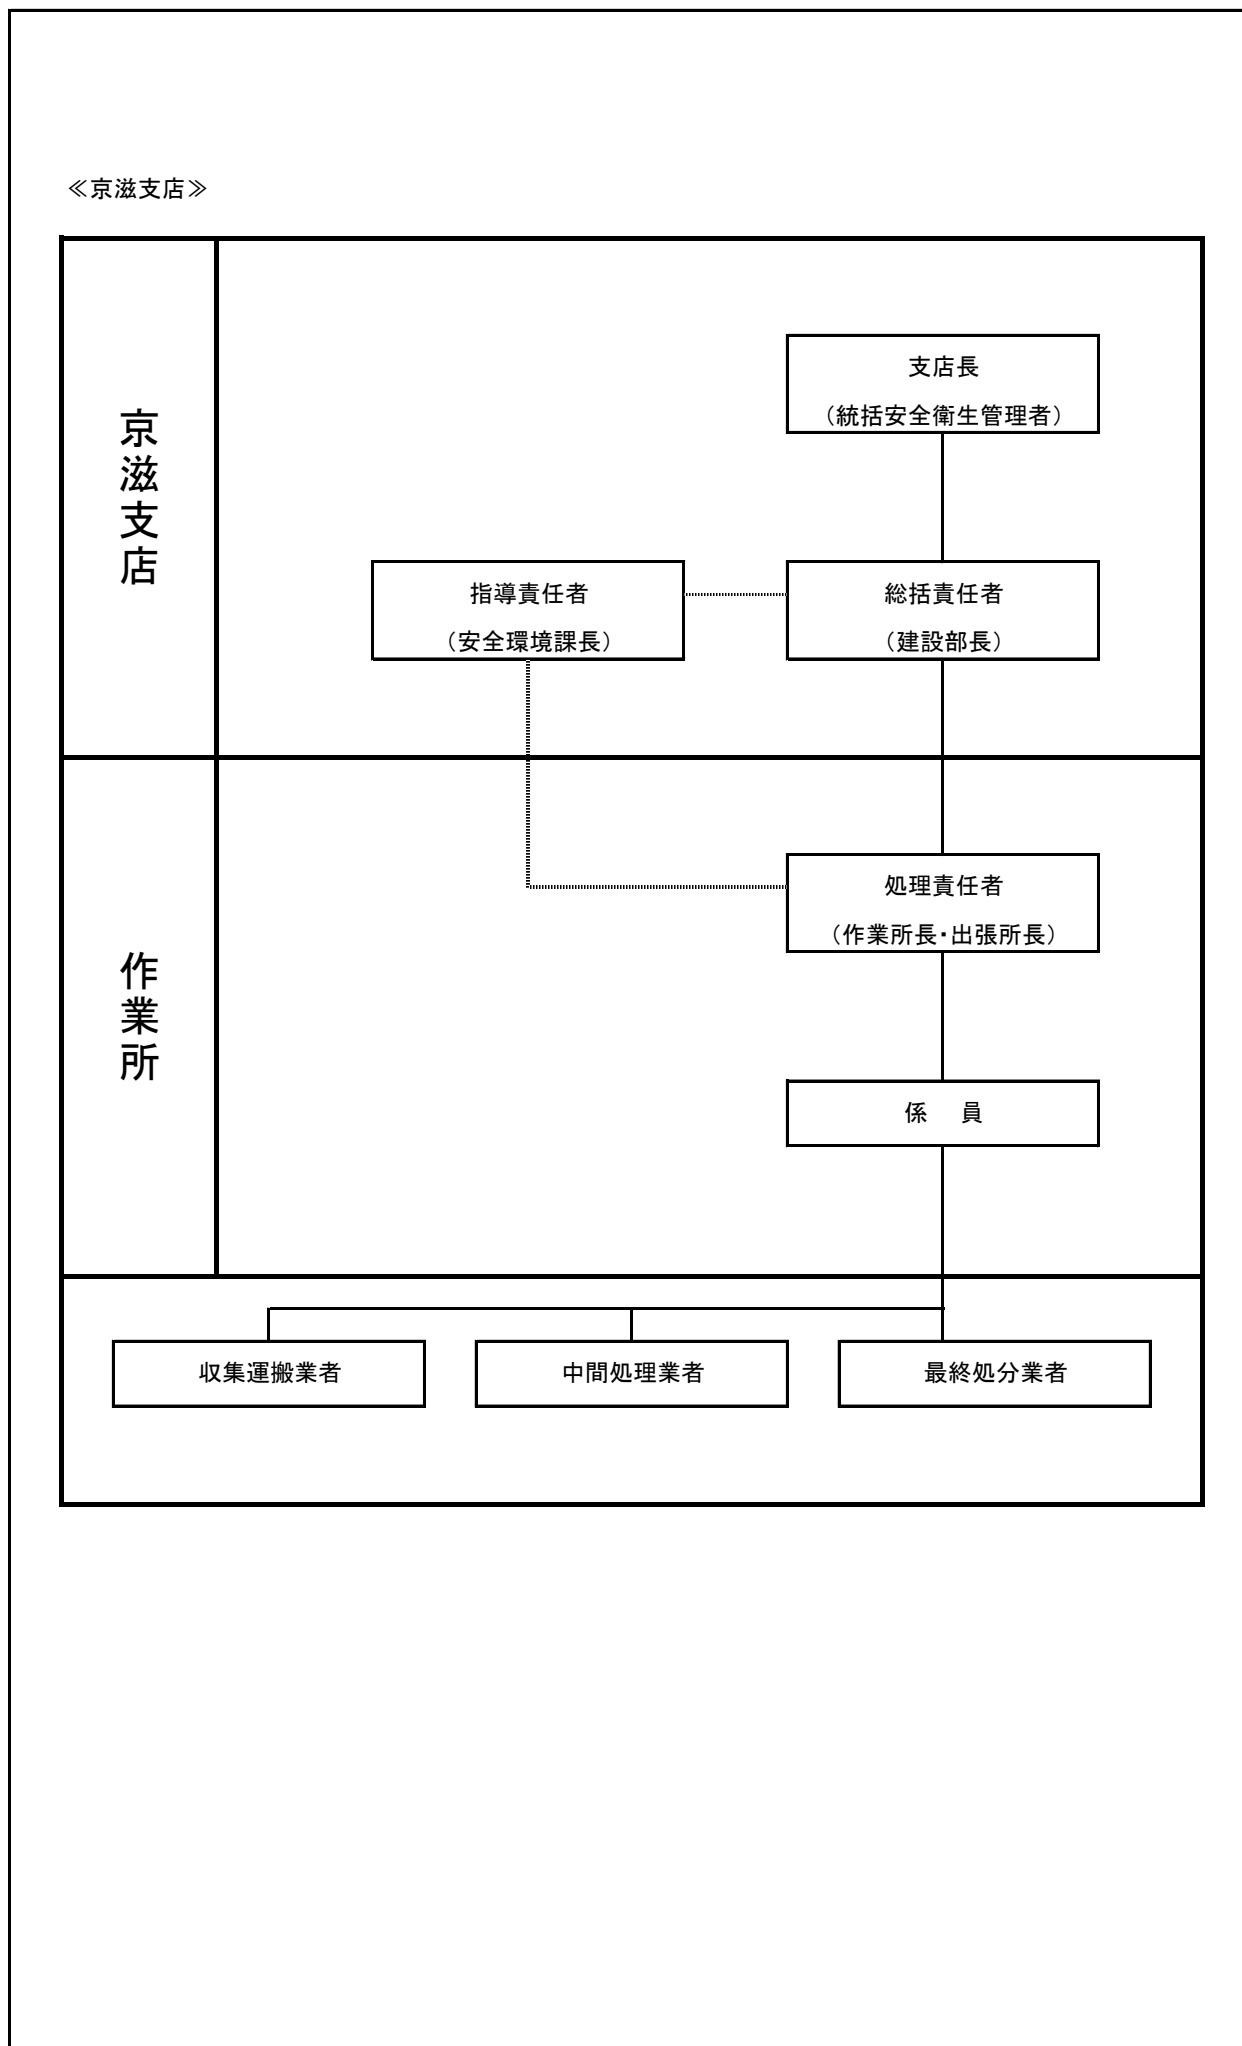 ≪京滋支店≫
京滋支店
支店長
（統括安全衛生管理者）
指導責任者
（安全環境課長）
総括責任者
（建設部長）
作業所
処理責任者
（作業所長・出張所長）
係　員
収集運搬業者
中間処理業者
最終処分業者